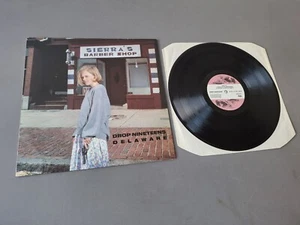 SIERRA'S
BARBER SHOP
DROP NINETEENS
DELAWARE